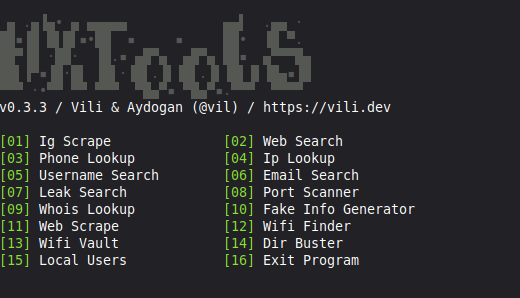 H4X-Tools
v0.3.3 / Vili & Aydogan (@vil) / https://vili.dev
[01] Ig Scrape [02] Web Search
[03] Phone Lookup [04] Ip Lookup
[05] Username Search [06] Email Search
[07] Leak Search [08] Port Scanner
[09] Whois Lookup [10] Fake Info Generator
[11] Web Scrape [12] Wifi Finder
[13] Wifi Vault [14] Dir Buster
[15] Local Users [16] Exit Program